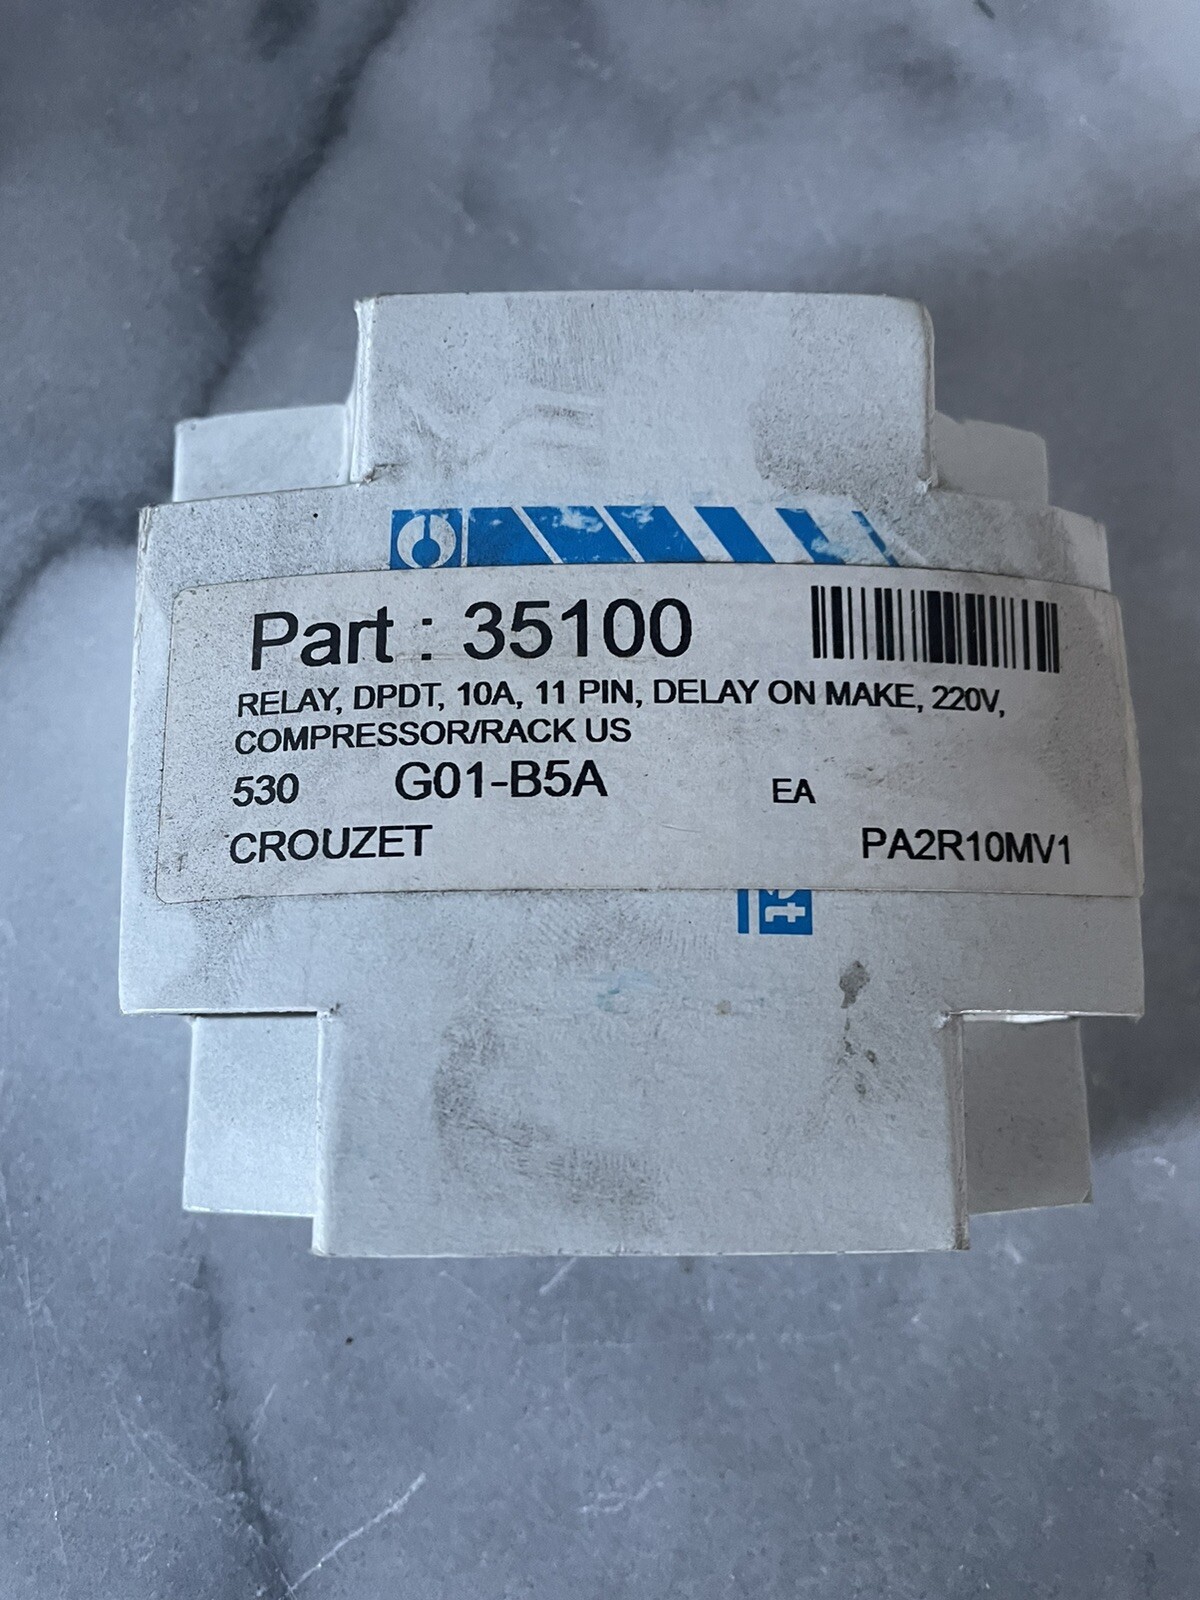 Part : 35100
RELAY, DPDT, 10A, 11 PIN, DELAY ON MAKE, 220V,
COMPRESSOR/RACK US
530 G01-B5A EA
CROUZET PA2R10MV1